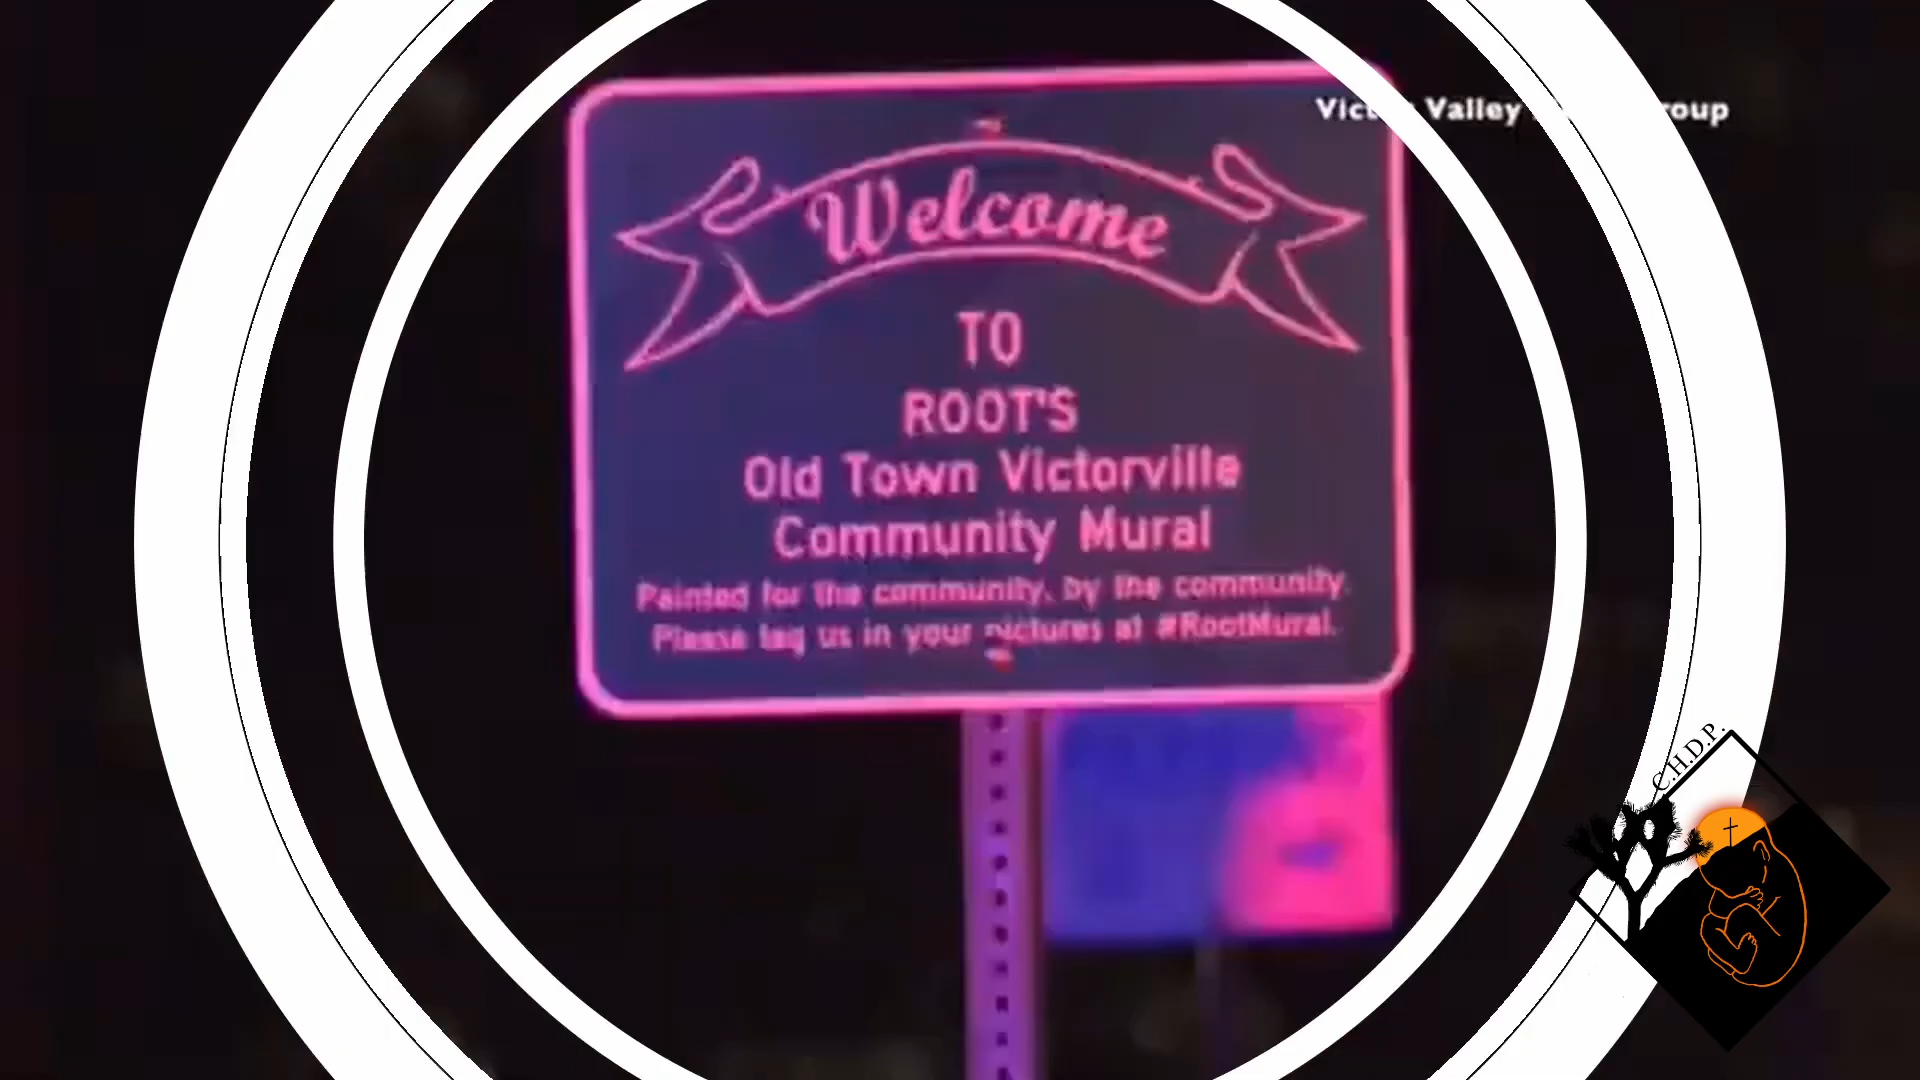 Valley
Welcome
TO
ROOT'S
Old Town Victorville
Community Mural
Painted for the community, by the community.
Please tag us in your pictures at #RootMural.
C.H.D.P.